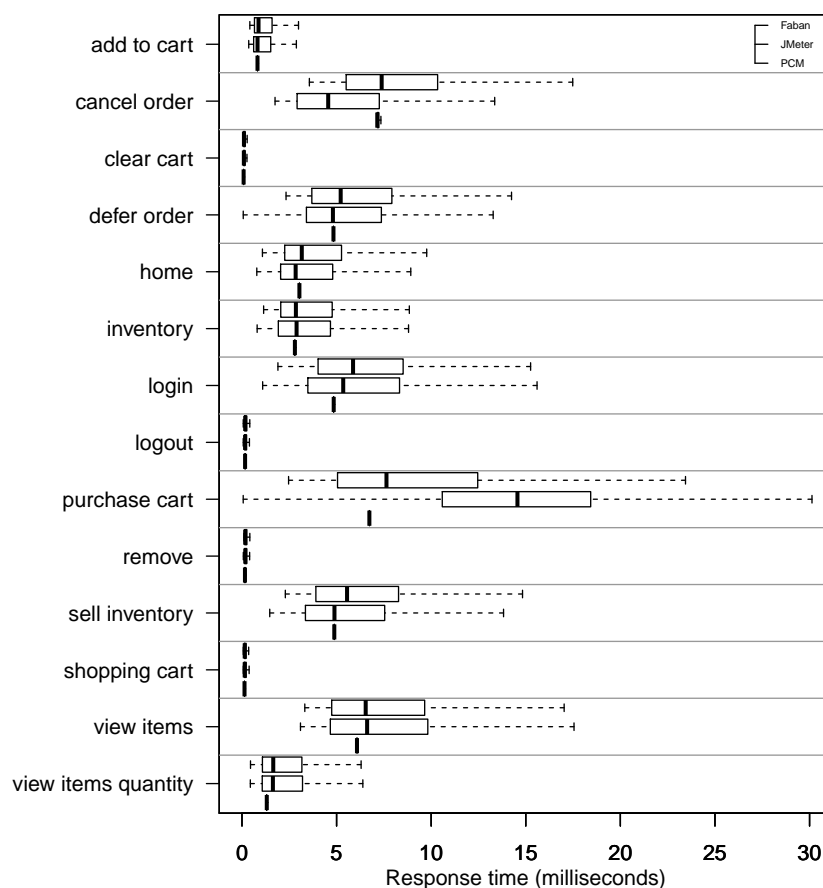 Faban
JMeter
PCM
add to cart
cancel order
clear cart
defer order
home
inventory
login
logout
purchase cart
remove
sell inventory
shopping cart
view items
view items quantity
0 5 10 15 20 25 30
Response time (milliseconds)